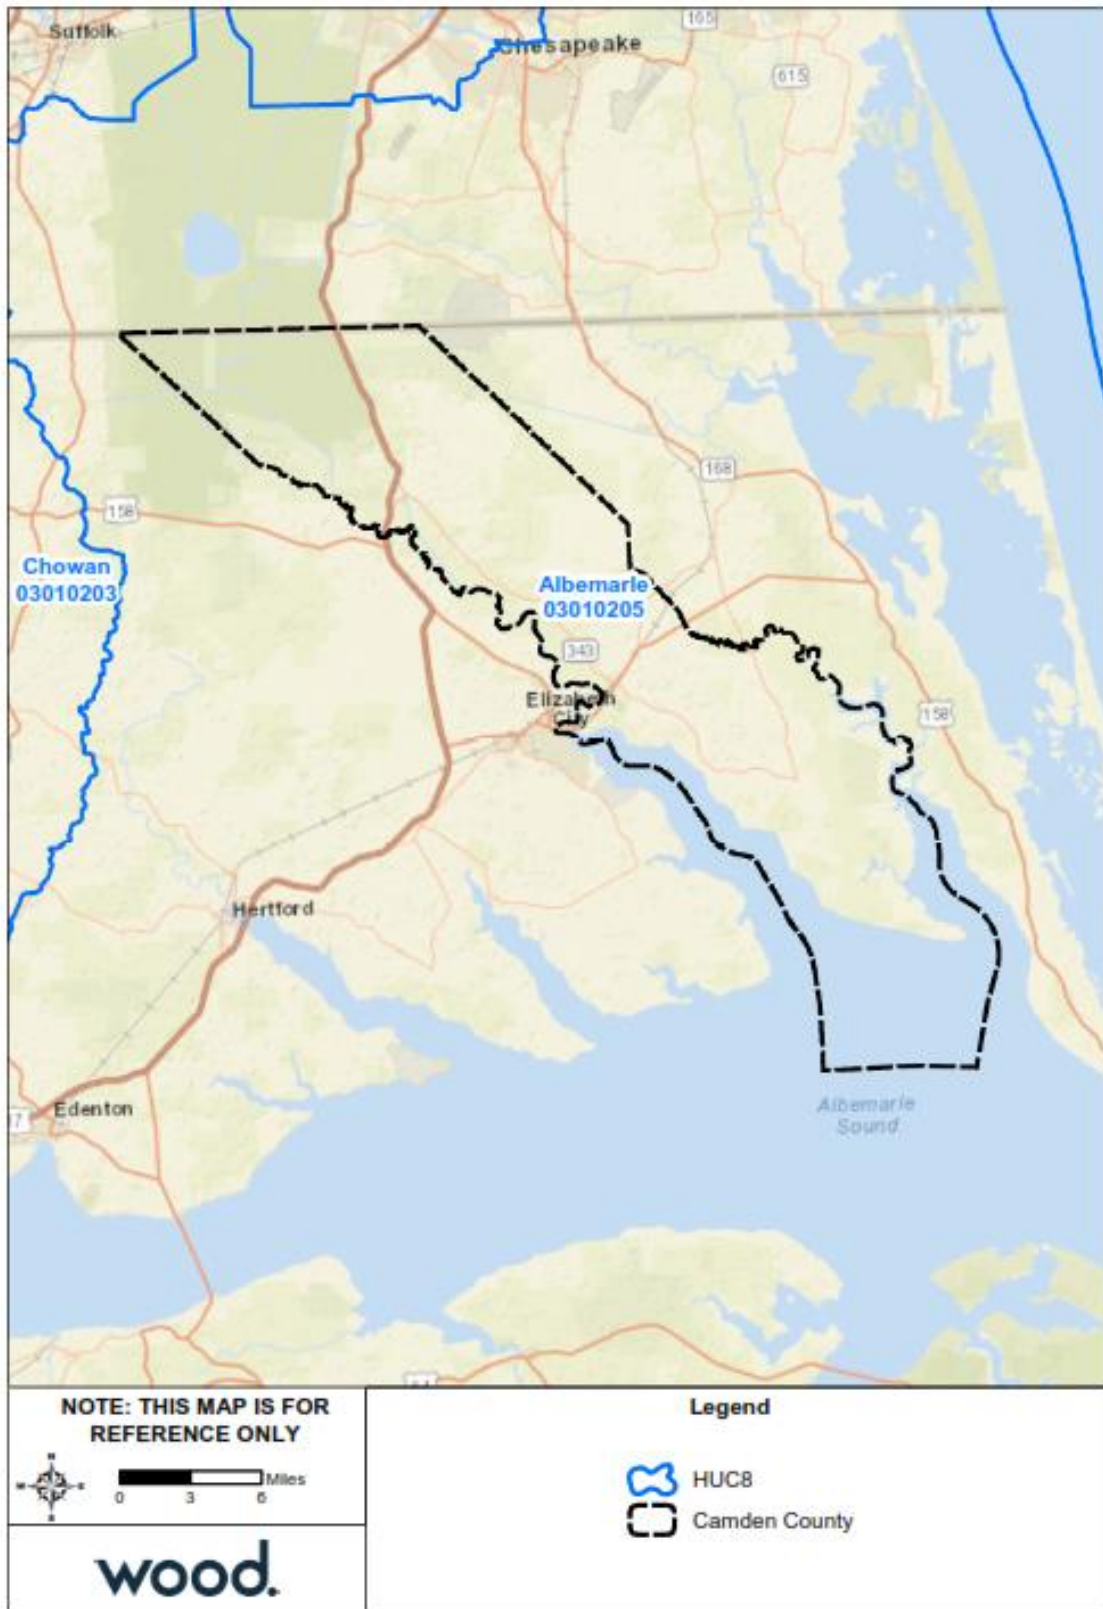 Suffolk
Chesapeake
165
615
168
158
Chowan
03010203
Albemarle
03010205
343
Elizabeth
City
158
Hertford
Edenton
17
Albemarle
Sound
NOTE: THIS MAP IS FOR
REFERENCE ONLY
N
W E
S
Miles
0 3 6
wood.
Legend
HUC8
Camden County